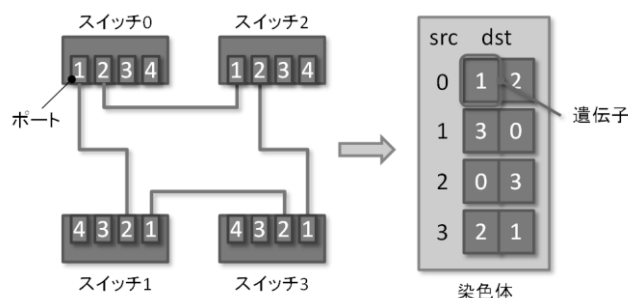 スイッチ0
スイッチ2
1 2 3 4
1 2 3 4
ポート
4 3 2 1
4 3 2 1
スイッチ1
スイッチ3
src dst
0 1 2
1 3 0
2 0 3
3 2 1
遺伝子
染色体